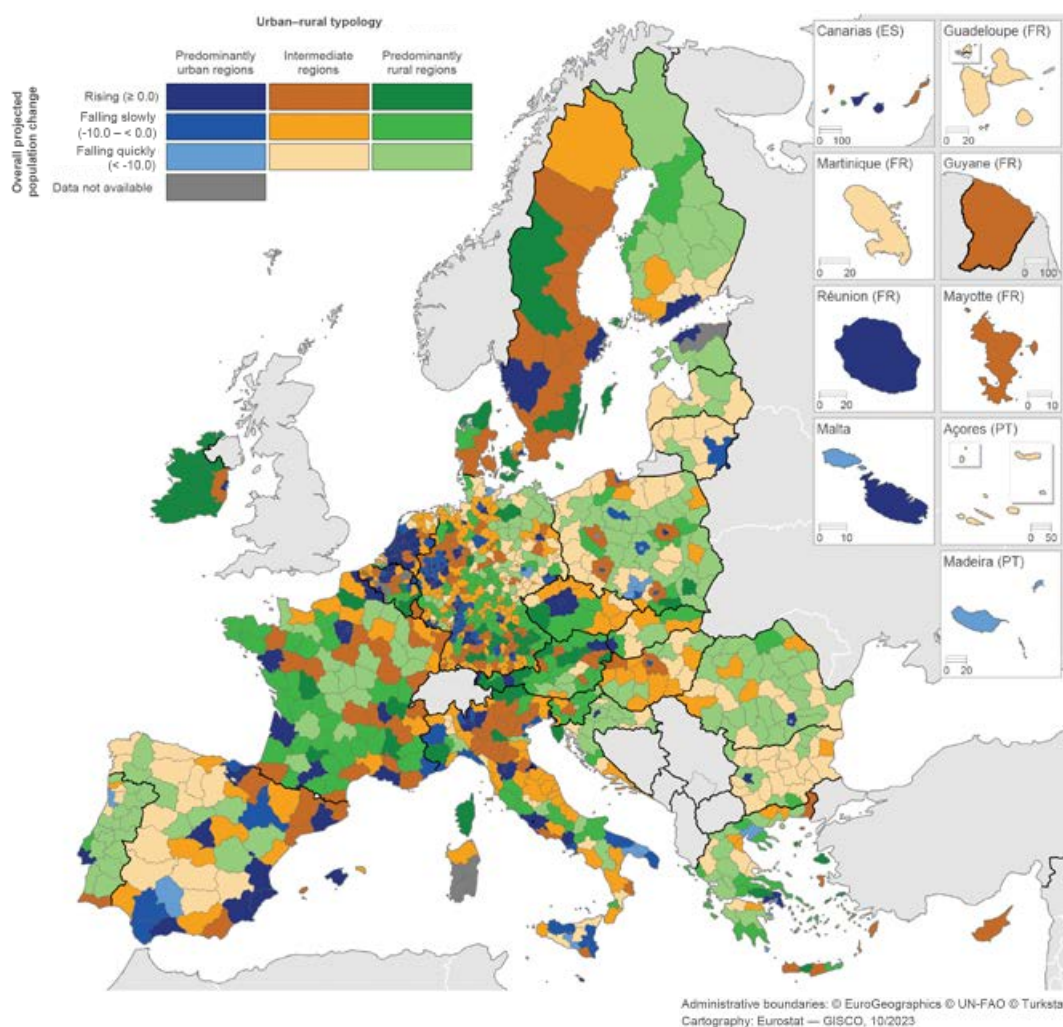 Urban–rural typology
Predominantly urban regions
Intermediate regions
Predominantly rural regions
Overall projected population change
Rising (≥ 0.0)
Falling slowly (-10.0 – < 0.0)
Falling quickly (< -10.0)
Data not available
Canarias (ES)
0 100
Guadeloupe (FR)
0 20
Martinique (FR)
0 20
Guyane (FR)
0 100
Réunion (FR)
0 20
Mayotte (FR)
0 10
Malta
0 10
Açores (PT)
0 50
Madeira (PT)
0 20
Administrative boundaries: © EuroGeographics © UN-FAO © Turksta
Cartography: Eurostat — GISCO, 10/2023